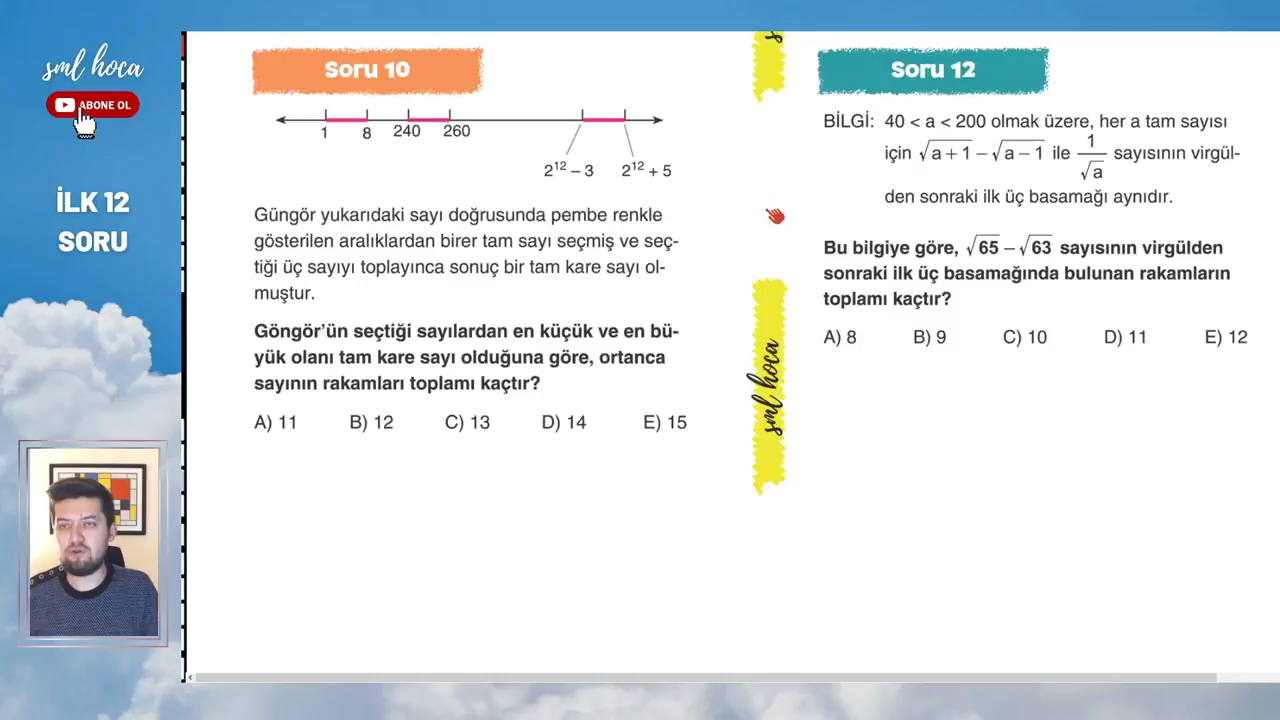 sml hoca
ABONE OL
İLK 12
SORU
Soru 10
1 8 240 260
2¹² – 3 2¹² + 5
Güngör yukarıdaki sayı doğrusunda pembe renkle
gösterilen aralıklardan birer tam sayı seçmiş ve seç-
tiği üç sayıyı toplayınca sonuç bir tam kare sayı ol-
muştur.
Göngör’ün seçtiği sayılardan en küçük ve en bü-
yük olanı tam kare sayı olduğuna göre, ortanca
sayının rakamları toplamı kaçtır?
A) 11 B) 12 C) 13 D) 14 E) 15
sml hoca
Soru 12
BİLGİ: 40 < a < 200 olmak üzere, her a tam sayısı
için √(a + 1) – √(a – 1) ile 1/√a sayısının virgül-
den sonraki ilk üç basamağı aynıdır.
Bu bilgiye göre, √65 – √63 sayısının virgülden
sonraki ilk üç basamağında bulunan rakamların
toplamı kaçtır?
A) 8 B) 9 C) 10 D) 11 E) 12